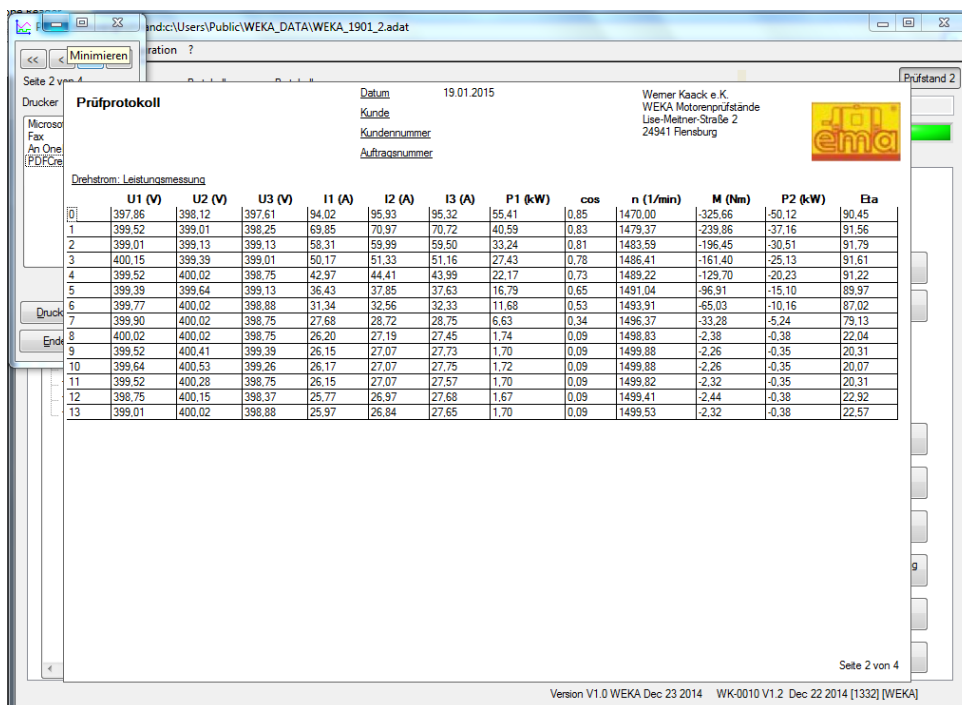 and:c:\Users\Public\WEKA_DATA\WEKA_1901_2.adat
<< < Minimieren ration ?
Seite 2 von 4
Prüfstand 2
Drucker
Fax
An One
PDFCre
Druck
Ende
Prüfprotokoll
Datum 19.01.2015
Kunde
Kundennummer
Auftragsnummer
Werner Kaack e.K.
WEKA Motorenprüfstände
Lise-Meitner-Straße 2
24941 Flensburg
ema
Drehstrom: Leistungsmessung
U1 (V) U2 (V) U3 (V) I1 (A) I2 (A) I3 (A) P1 (kW) cos n (1/min) M (Nm) P2 (kW) Eta
0 397,86 398,12 397,61 94,02 95,93 95,32 55,41 0,85 1470,00 -325,66 -50,12 90,45
1 399,52 399,01 398,25 69,85 70,97 70,72 40,59 0,83 1479,37 -239,86 -37,16 91,56
2 399,01 399,13 399,13 58,31 59,99 59,50 33,24 0,81 1483,59 -196,45 -30,51 91,79
3 400,15 399,39 399,01 50,17 51,33 51,16 27,43 0,78 1486,41 -161,40 -25,13 91,61
4 399,52 400,02 398,75 42,97 44,41 43,99 22,17 0,73 1489,22 -129,70 -20,23 91,22
5 399,39 399,64 399,13 36,43 37,85 37,63 16,79 0,65 1491,04 -96,91 -15,10 89,97
6 399,77 400,02 398,88 31,34 32,56 32,33 11,68 0,53 1493,91 -65,03 -10,16 87,02
7 399,90 400,02 398,75 27,68 28,72 28,75 6,63 0,34 1496,37 -33,28 -5,24 79,13
8 400,02 400,02 398,75 26,20 27,19 27,45 1,74 0,09 1498,83 -2,38 -0,38 22,04
9 399,52 400,41 399,39 26,15 27,07 27,73 1,70 0,09 1499,88 -2,26 -0,35 20,31
10 399,64 400,53 399,26 26,17 27,07 27,75 1,72 0,09 1499,88 -2,26 -0,35 20,07
11 399,52 400,28 398,75 26,15 27,07 27,57 1,70 0,09 1499,82 -2,32 -0,35 20,31
12 398,75 400,15 398,37 25,77 26,97 27,68 1,67 0,09 1499,41 -2,44 -0,38 22,92
13 399,01 400,02 398,88 25,97 26,84 27,65 1,70 0,09 1499,53 -2,32 -0,38 22,57
g
Seite 2 von 4
Version V1.0 WEKA Dec 23 2014 WK-0010 V1.2 Dec 22 2014 [1332] [WEKA]